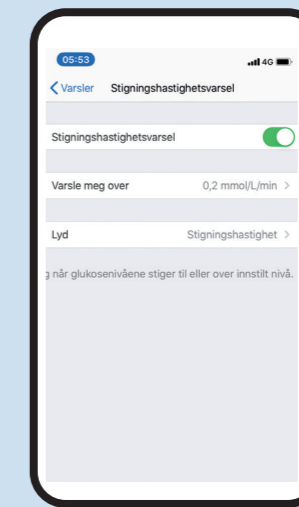 05:53
4G
Varsler Stigningshastighetsvarsel
Stigningshastighetsvarsel
Varsle meg over 0,2 mmol/L/min
Lyd Stigningshastighet
når glukosenivåene stiger til eller over innstilt nivå.